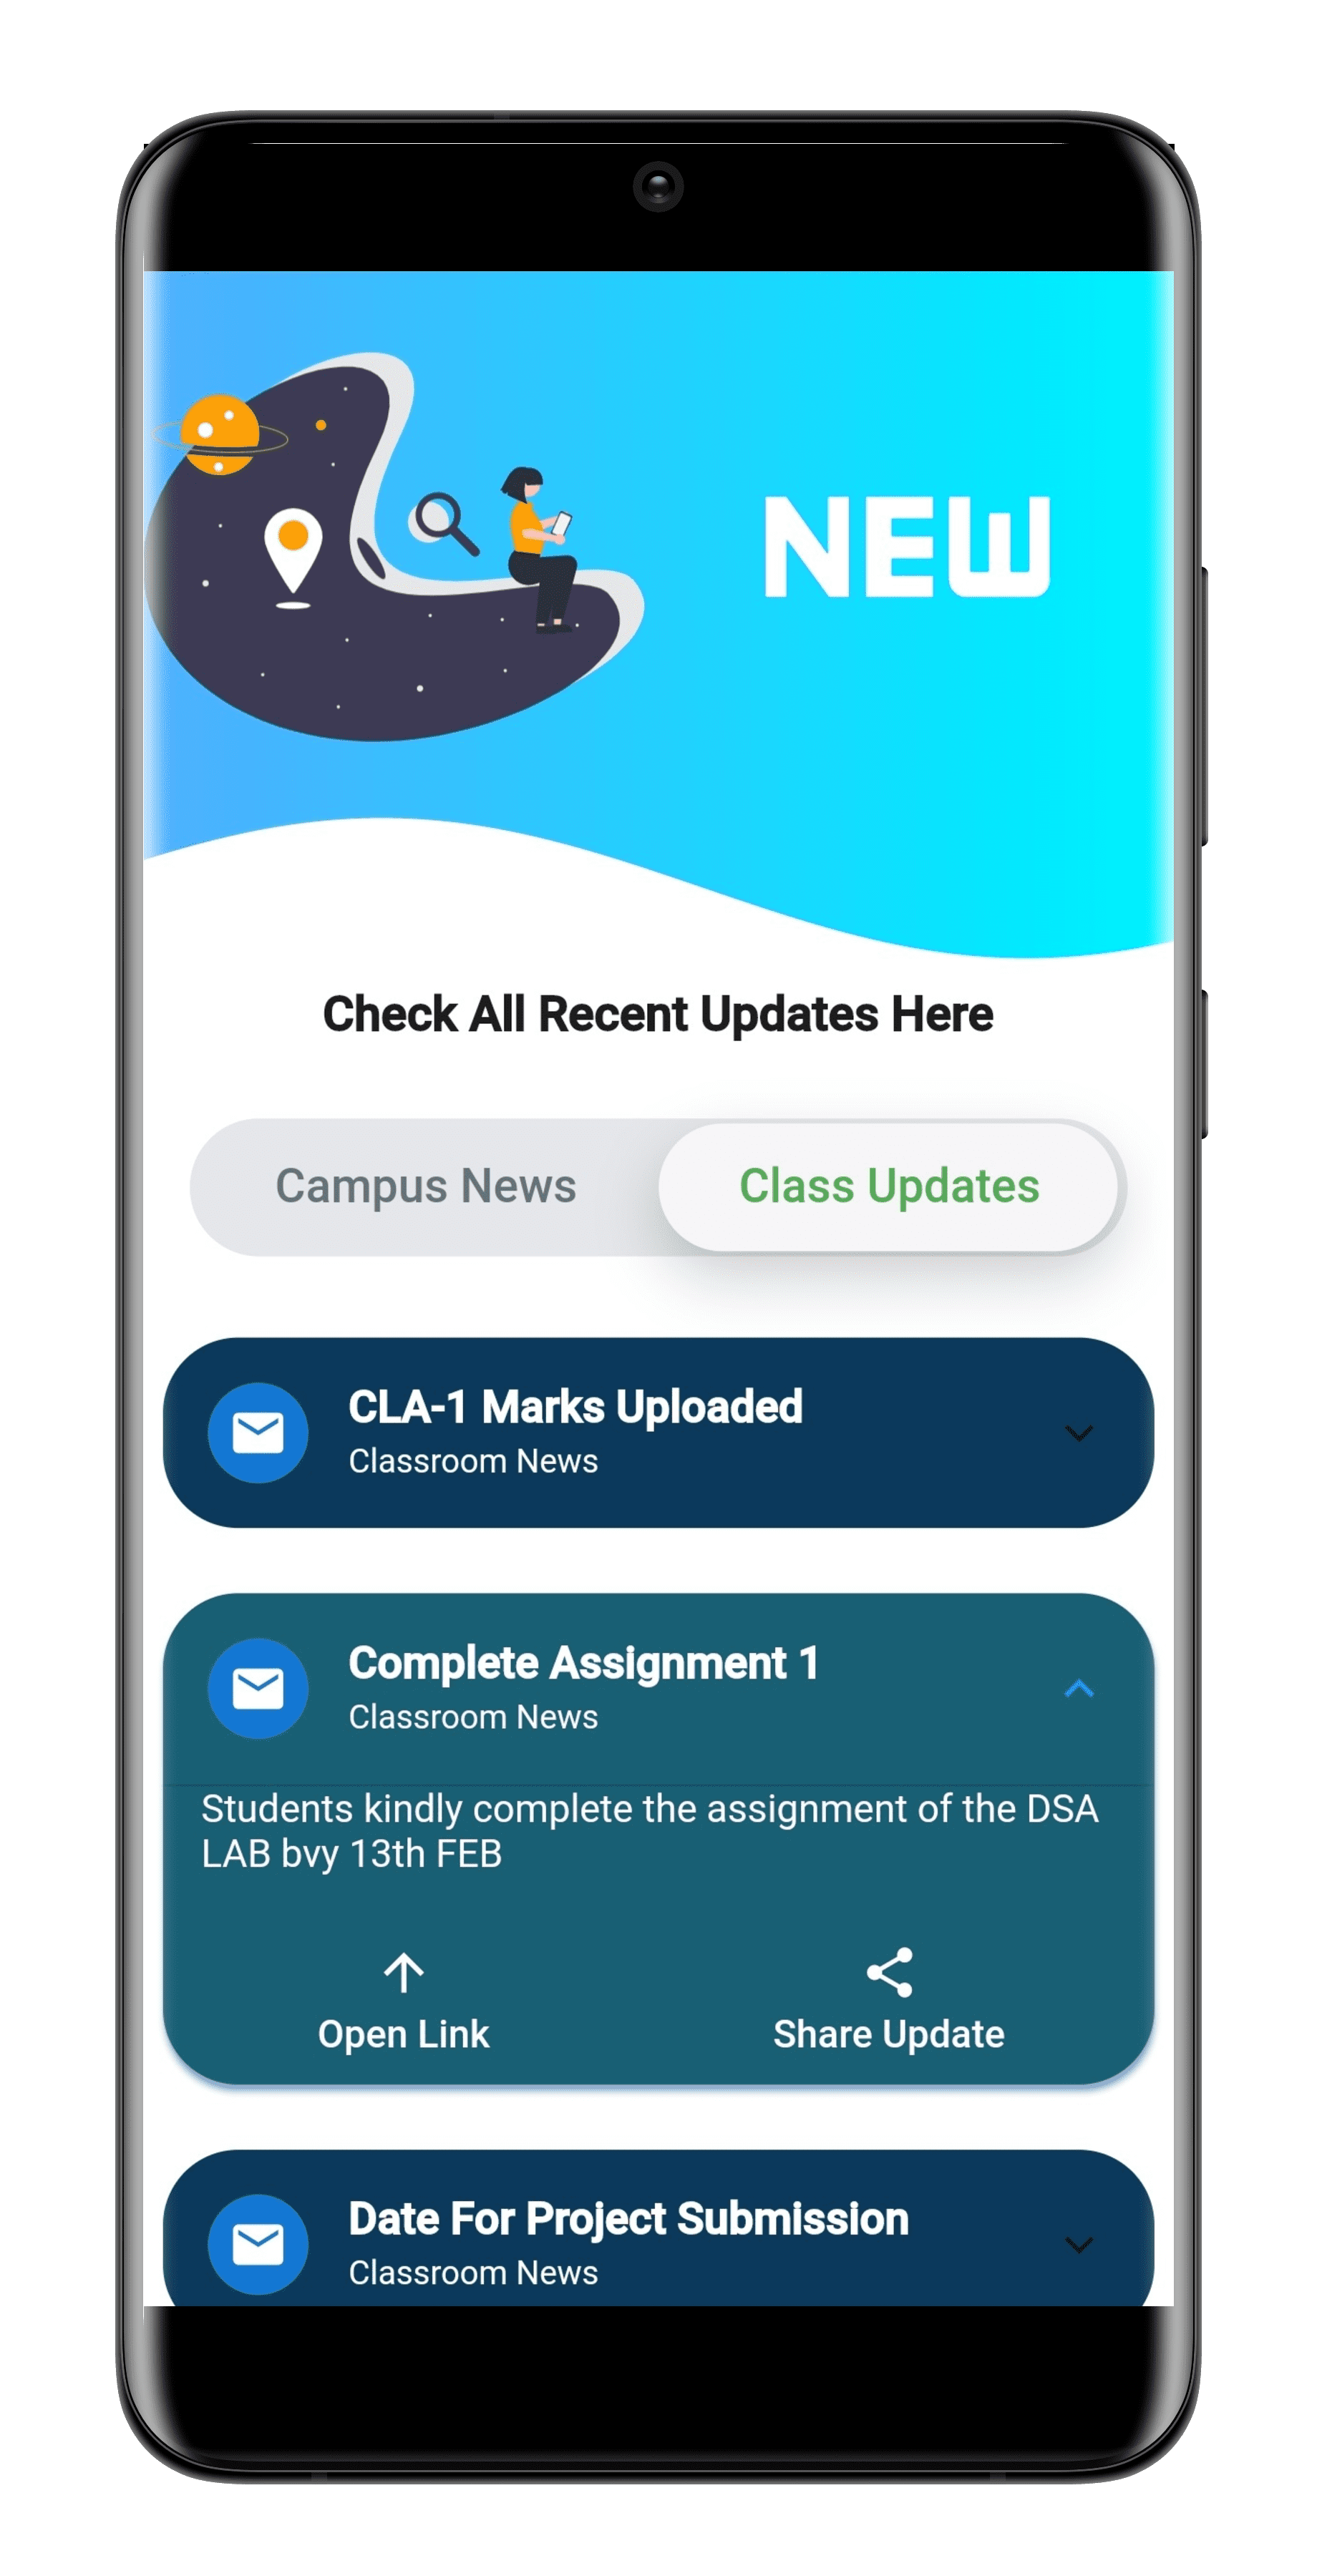 NEW
Check All Recent Updates Here
Campus News
Class Updates
CLA-1 Marks Uploaded
Classroom News
Complete Assignment 1
Classroom News
Students kindly complete the assignment of the DSA
LAB bvy 13th FEB
Open Link
Share Update
Date For Project Submission
Classroom News